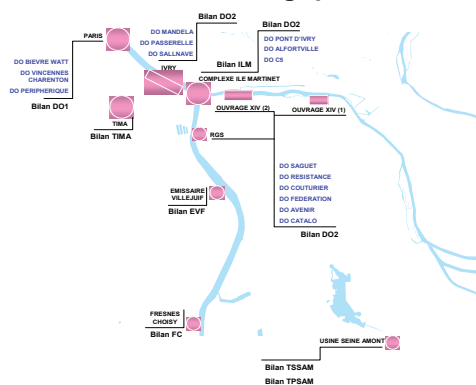 Bilan DO2
DO MANDELA
DO PASSERELLE
DO SALLNAVE
IVRY
Bilan DO2
DO PONT D'IVRY
DO ALFORTVILLE
DO C5
Bilan ILM
COMPLEXE ILE MARTINET
PARIS
DO BIEVRE WATT
DO VINCENNES
CHARENTON
DO PERIPHERIQUE
Bilan DO1
TIMA
Bilan TIMA
OUVRAGE XIV (2)
OUVRAGE XIV (1)
RGS
DO SAGUET
DO RESISTANCE
DO COUTURIER
DO FEDERATION
DO AVENIR
DO CATALO
Bilan DO2
EMISSAIRE
VILLEJUIF
Bilan EVF
FRESNES
CHOISY
Bilan FC
USINE SEINE AMONT
Bilan TSSAM
Bilan TPSAM